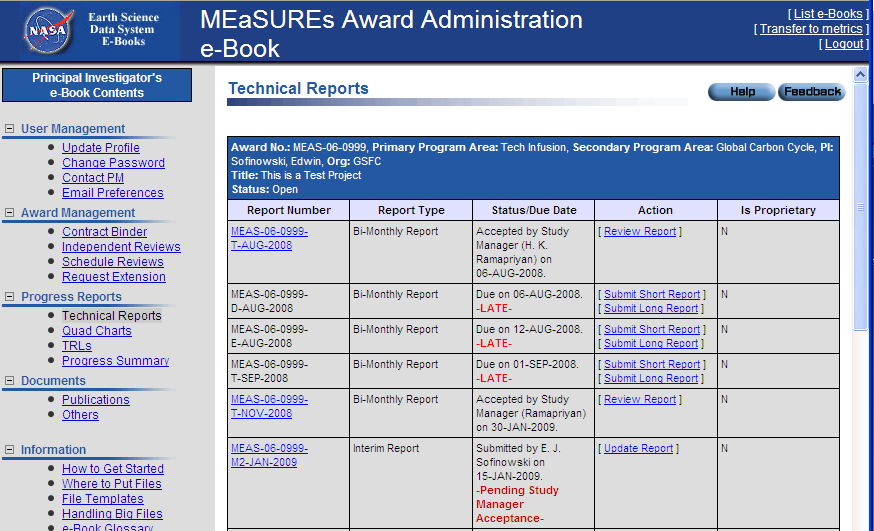 NASA
Earth Science
Data System
E-Books
MEaSUREs Award Administration
e-Book
[ List e-Books ]
[ Transfer to metrics ]
[ Logout ]
Principal Investigator's
e-Book Contents
User Management
Update Profile
Change Password
Contact PM
Email Preferences
Award Management
Contract Binder
Independent Reviews
Schedule Reviews
Request Extension
Progress Reports
Technical Reports
Quad Charts
TRLs
Progress Summary
Documents
Publications
Others
Information
How to Get Started
Where to Put Files
File Templates
Handling Big Files
e-Book Glossary
Technical Reports
Help
Feedback
Award No.: MEAS-06-0999, Primary Program Area: Tech Infusion, Secondary Program Area: Global Carbon Cycle, PI:
Sofinowski, Edwin, Org: GSFC
Title: This is a Test Project
Status: Open
Report Number Report Type Status/Due Date Action Is Proprietary
MEAS-06-0999- Bi-Monthly Report Accepted by Study [ Review Report ] N
T-AUG-2008 Manager (H. K.
Ramapriyan) on
06-AUG-2008.
MEAS-06-0999- Bi-Monthly Report Due on 06-AUG-2008. [ Submit Short Report ] N
D-AUG-2008 -LATE- [ Submit Long Report ]
MEAS-06-0999- Bi-Monthly Report Due on 12-AUG-2008. [ Submit Short Report ] N
E-AUG-2008 -LATE- [ Submit Long Report ]
MEAS-06-0999- Bi-Monthly Report Due on 01-SEP-2008. [ Submit Short Report ] N
T-SEP-2008 -LATE- [ Submit Long Report ]
MEAS-06-0999- Bi-Monthly Report Accepted by Study [ Review Report ] N
T-NOV-2008 Manager (Ramapriyan)
on 30-JAN-2009.
MEAS-06-0999- Interim Report Submitted by E. J. [ Update Report ] N
M2-JAN-2009 Sofinowski on
15-JAN-2009.
-Pending Study
Manager
Acceptance-